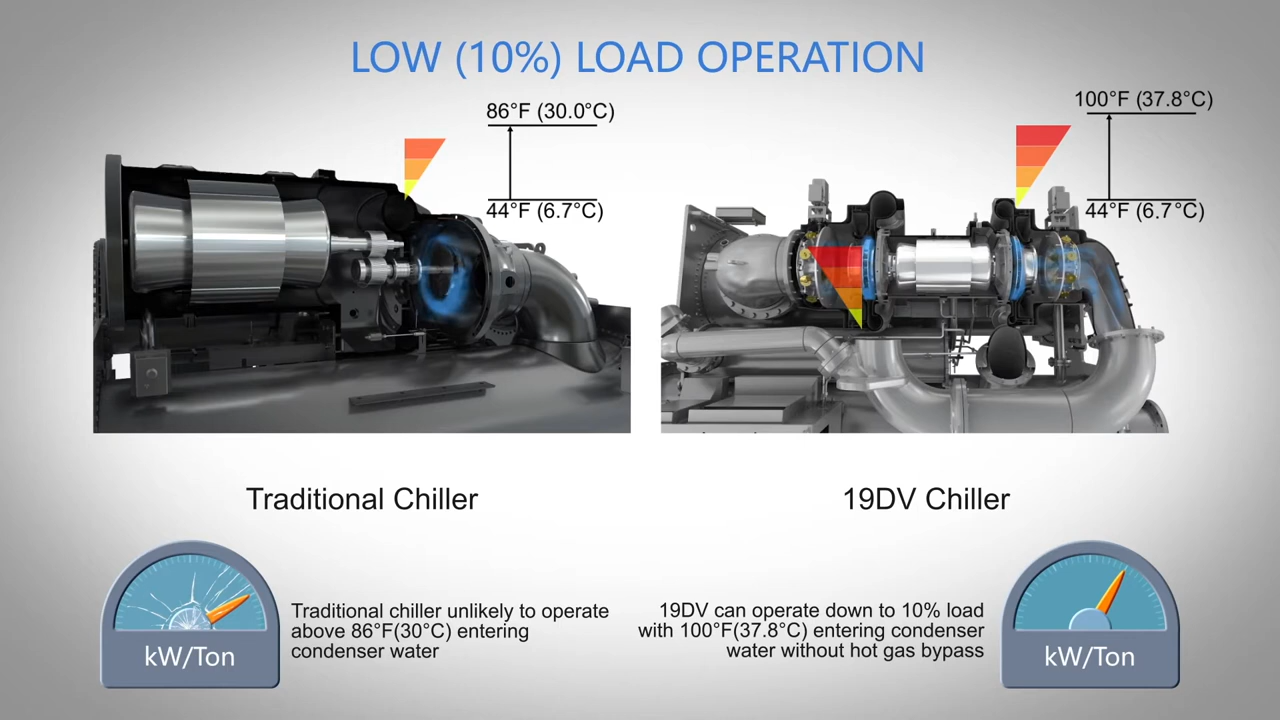 LOW (10%) LOAD OPERATION
86°F (30.0°C)
44°F (6.7°C)
100°F (37.8°C)
44°F (6.7°C)
Traditional Chiller
19DV Chiller
kW/Ton
Traditional chiller unlikely to operate
above 86°F(30°C) entering
condenser water
19DV can operate down to 10% load
with 100°F(37.8°C) entering condenser
water without hot gas bypass
kW/Ton